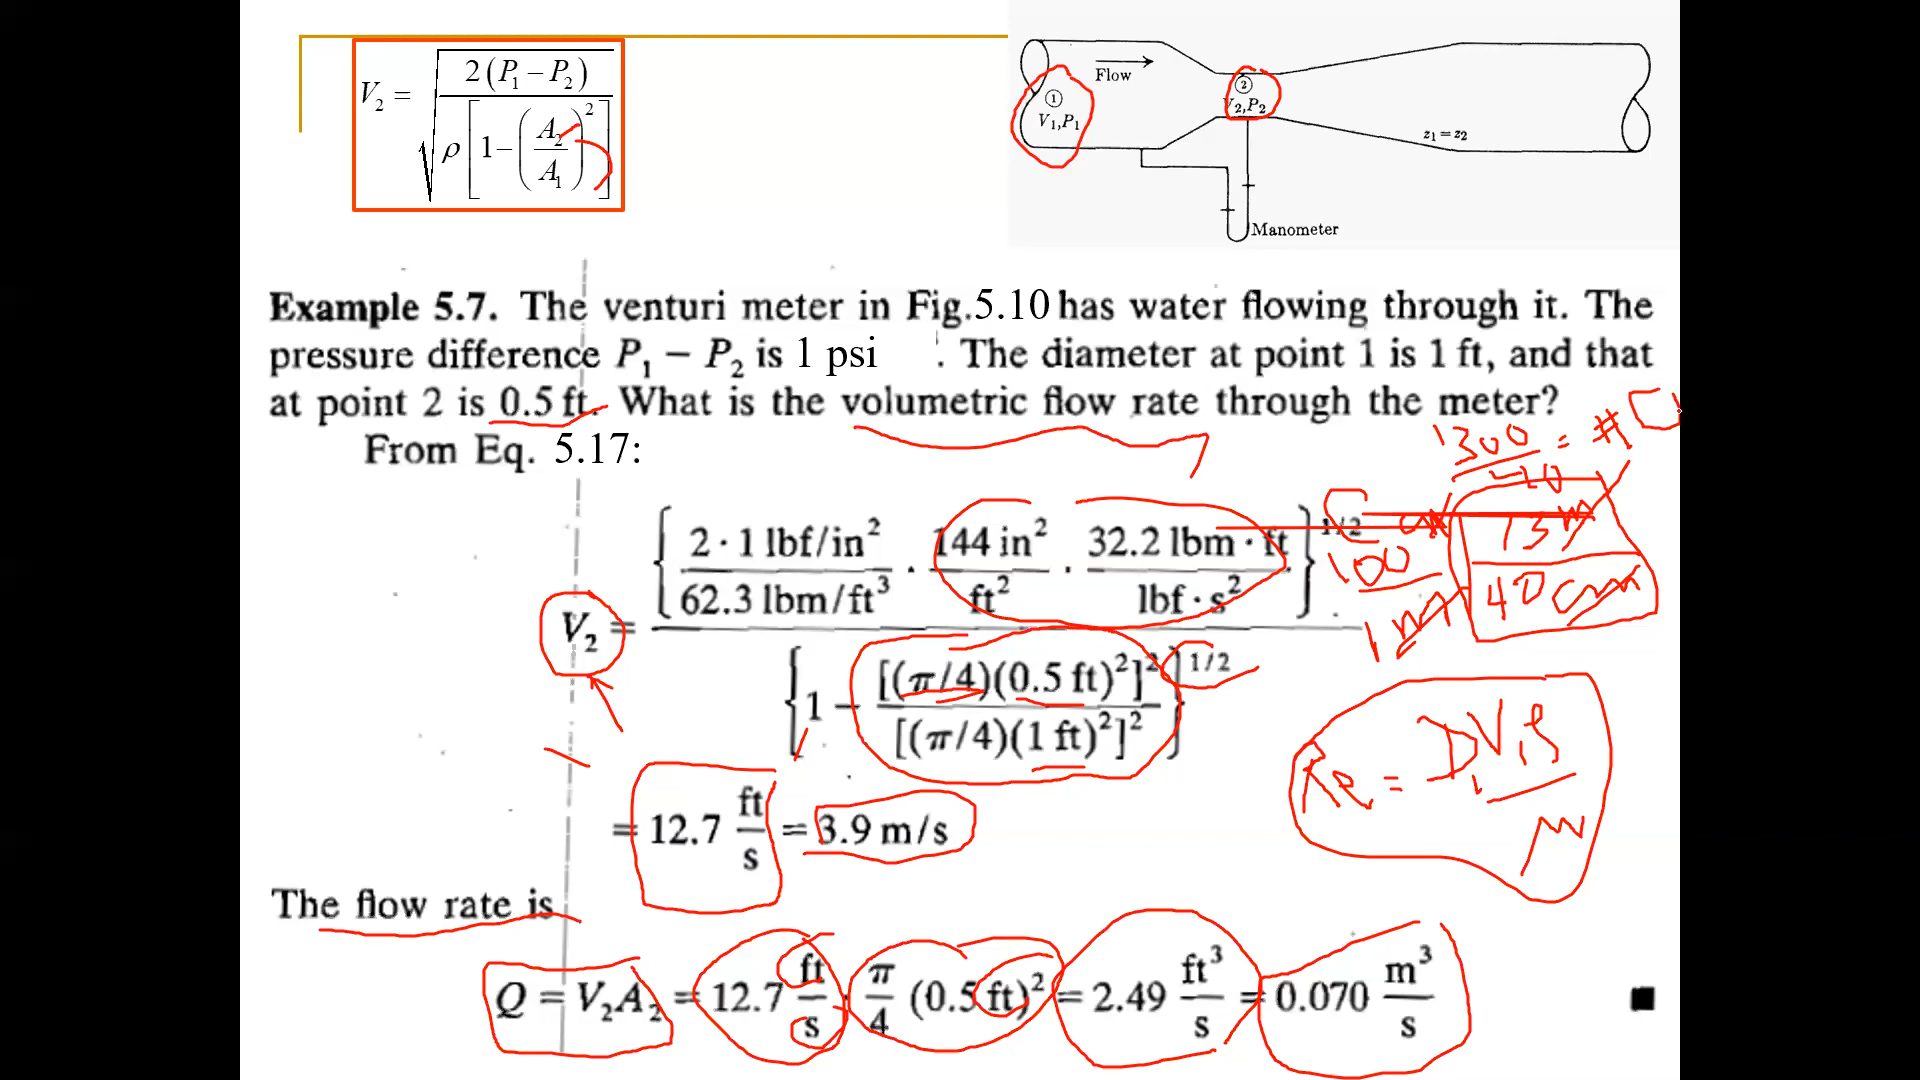 V₂ = √( 2(P₁ − P₂) / ρ[1 − (A₂/A₁)²] )
Flow
① V₁,P₁
② V₂,P₂
z₁ = z₂
Manometer
Example 5.7. The venturi meter in Fig.5.10 has water flowing through it. The
pressure difference P₁ − P₂ is 1 psi . The diameter at point 1 is 1 ft, and that
at point 2 is 0.5 ft. What is the volumetric flow rate through the meter?
From Eq. 5.17:
V₂ = { (2 · 1 lbf/in²)/(62.3 lbm/ft³) · (144 in²)/(ft²) · (32.2 lbm · ft)/(lbf · s²) }^1/2 / { 1 − [(π/4)(0.5 ft)²]²/[(π/4)(1 ft)²]² }^1/2
= 12.7 ft/s = 3.9 m/s
The flow rate is
Q = V₂A₂ = 12.7 ft/s · π/4 (0.5 ft)² = 2.49 ft³/s = 0.070 m³/s
1300 = #
40
100 cm
1 m
13 m
40 cm
Re = D₁V₁ρ/μ